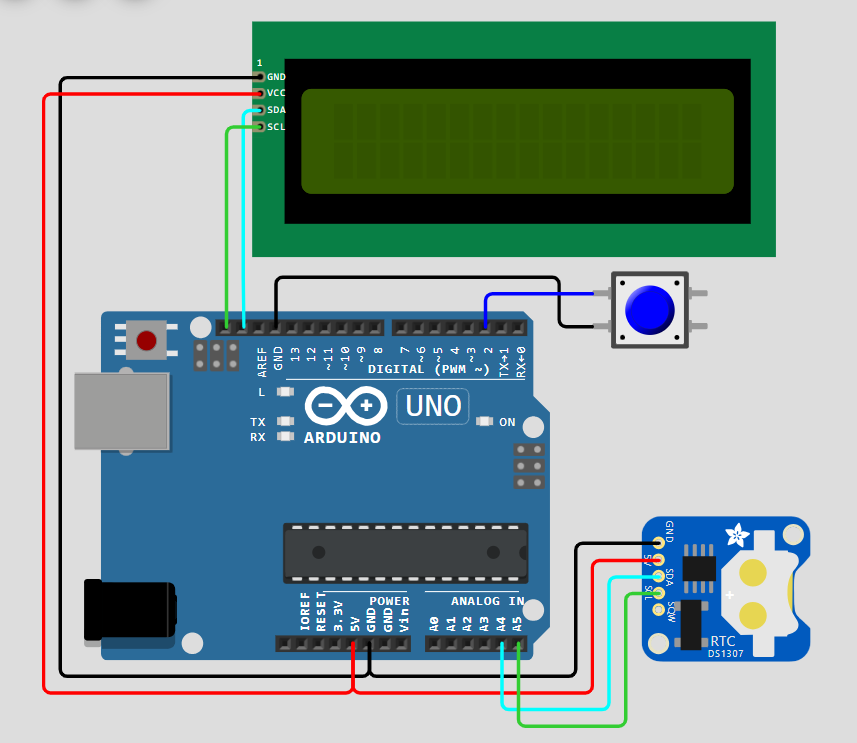 1
GND
VCC
SDA
SCL
AREF
GND
13
12
~11
~10
~9
8
7
~6
~5
4
~3
2
TX→1
RX←0
DIGITAL (PWM ~)
L
TX
RX
UNO
ON
ARDUINO
IOREF
RESET
3.3V
5V
GND
GND
Vin
POWER
A0
A1
A2
A3
A4
A5
ANALOG IN
GND
5V
SDA
SCL
SQW
+
RTC
DS1307